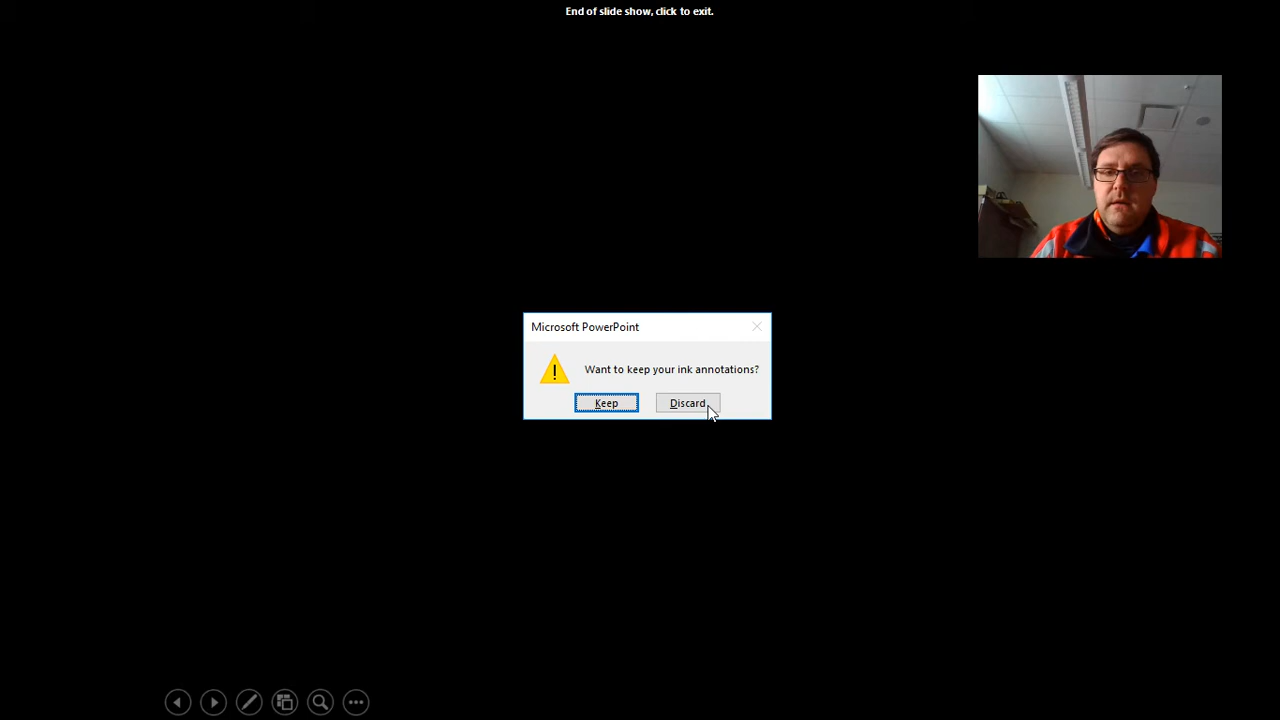 End of slide show, click to exit.
Microsoft PowerPoint
Want to keep your ink annotations?
Keep
Discard